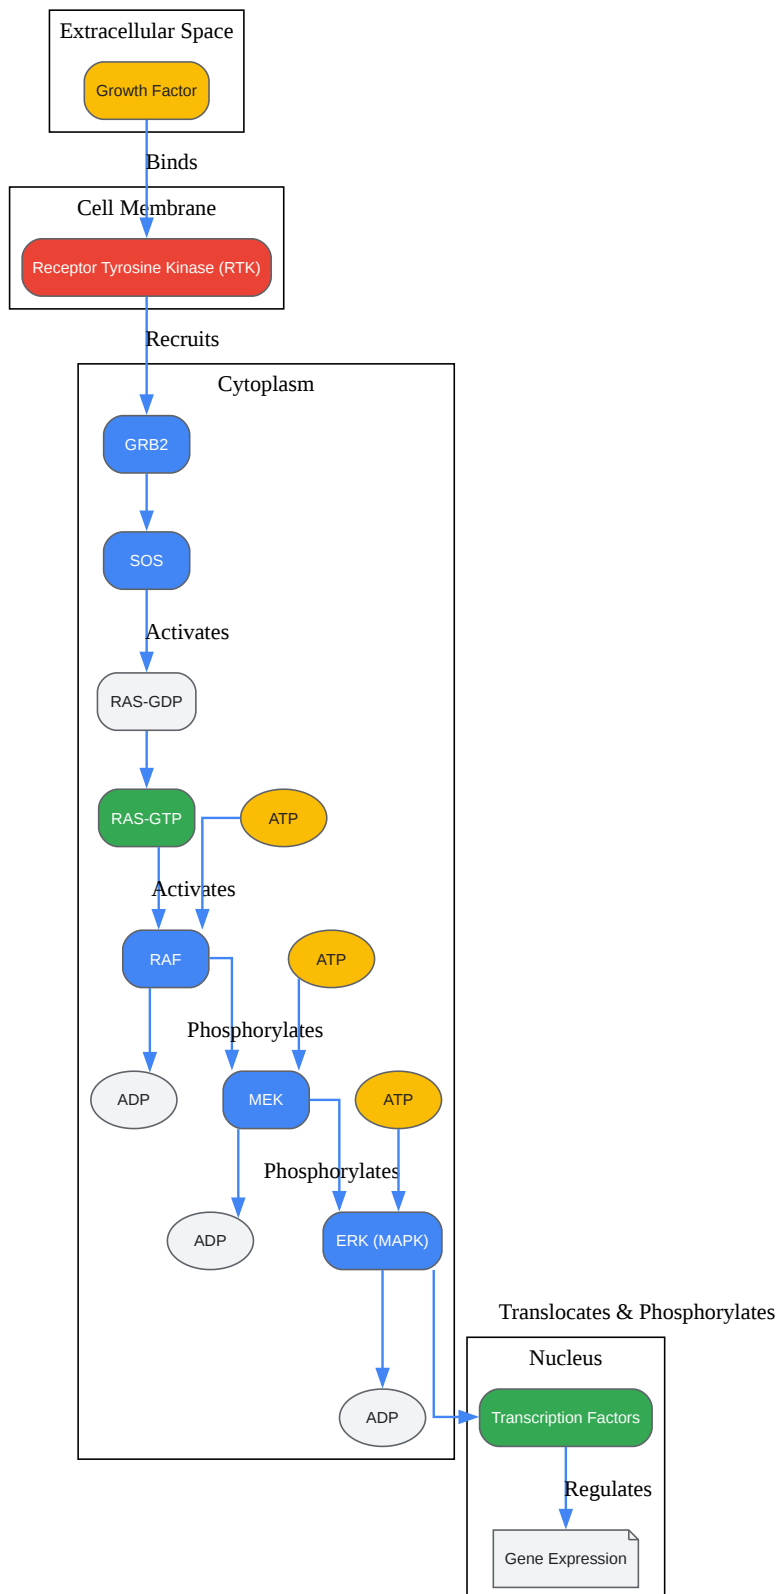 Extracellular Space
Growth Factor
Binds
Cell Membrane
Receptor Tyrosine Kinase (RTK)
Recruits
Cytoplasm
GRB2
SOS
Activates
RAS-GDP
RAS-GTP
ATP
Activates
RAF
ATP
Phosphorylates
ADP
MEK
ATP
Phosphorylates
ADP
ERK (MAPK)
Translocates & Phosphorylates
Nucleus
ADP
Transcription Factors
Regulates
Gene Expression